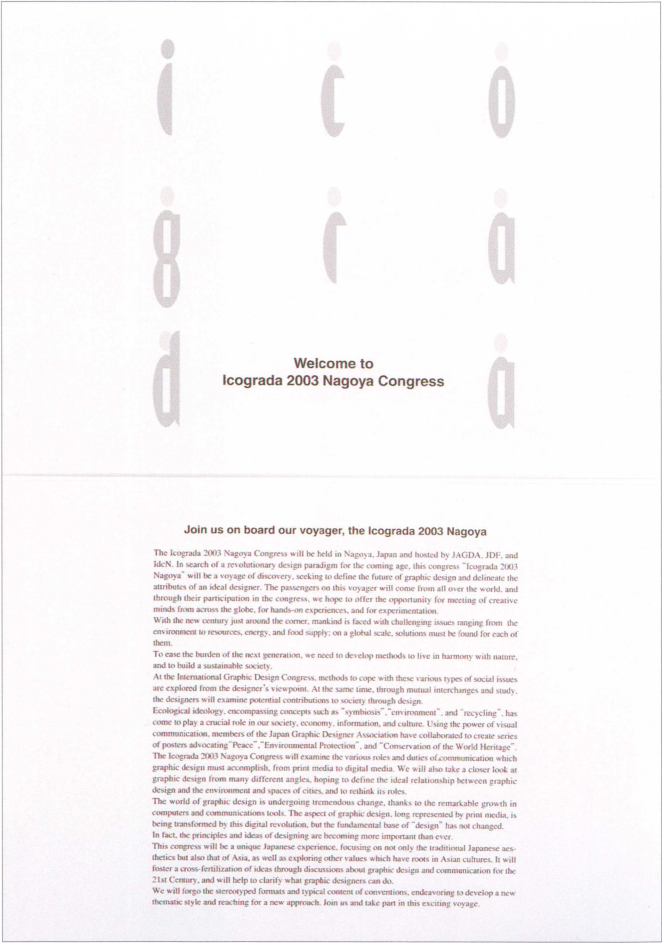 i c o
g r a
d a
Welcome to
Icograda 2003 Nagoya Congress
Join us on board our voyager, the Icograda 2003 Nagoya
The Icograda 2003 Nagoya Congress will be held in Nagoya, Japan and hosted by JAGDA, JDF, and
IdcN. In search of a revolutionary design paradigm for the coming age, this congress "Icograda 2003
Nagoya" will be a voyage of discovery, seeking to define the future of graphic design and delineate the
attributes of an ideal designer. The passengers on this voyager will come from all over the world, and
through their participation in the congress, we hope to offer the opportunity for meeting of creative
minds from across the globe, for hands-on experiences, and for experimentation.
With the new century just around the corner, mankind is faced with challenging issues ranging from the
environment to resources, energy, and food supply; on a global scale, solutions must be found for each of
them.
To ease the burden of the next generation, we need to develop methods to live in harmony with nature,
and to build a sustainable society.
At the International Graphic Design Congress, methods to cope with these various types of social issues
are explored from the designer's viewpoint. At the same time, through mutual interchanges and study,
the designers will examine potential contributions to society through design.
Ecological ideology, encompassing concepts such as "symbiosis","environment", and "recycling", has
come to play a crucial role in our society, economy, information, and culture. Using the power of visual
communication, members of the Japan Graphic Designer Association have collaborated to create series
of posters advocating"Peace","Environmental Protection", and "Conservation of the World Heritage".
The Icograda 2003 Nagoya Congress will examine the various roles and duties of communication which
graphic design must accomplish, from print media to digital media. We will also take a closer look at
graphic design from many different angles, hoping to define the ideal relationship between graphic
design and the environment and spaces of cities, and to rethink its roles.
The world of graphic design is undergoing tremendous change, thanks to the remarkable growth in
computers and communications tools. The aspect of graphic design, long represented by print media, is
being transformed by this digital revolution, but the fundamental base of "design" has not changed.
In fact, the principles and ideas of designing are becoming more important than ever.
This congress will be a unique Japanese experience, focusing on not only the traditional Japanese aes-
thetics but also that of Asia, as well as exploring other values which have roots in Asian cultures. It will
foster a cross-fertilization of ideas through discussions about graphic design and communication for the
21st Century, and will help to clarify what graphic designers can do.
We will forgo the stereotyped formats and typical content of conventions, endeavoring to develop a new
thematic style and reaching for a new approach. Join us and take part in this exciting voyage.